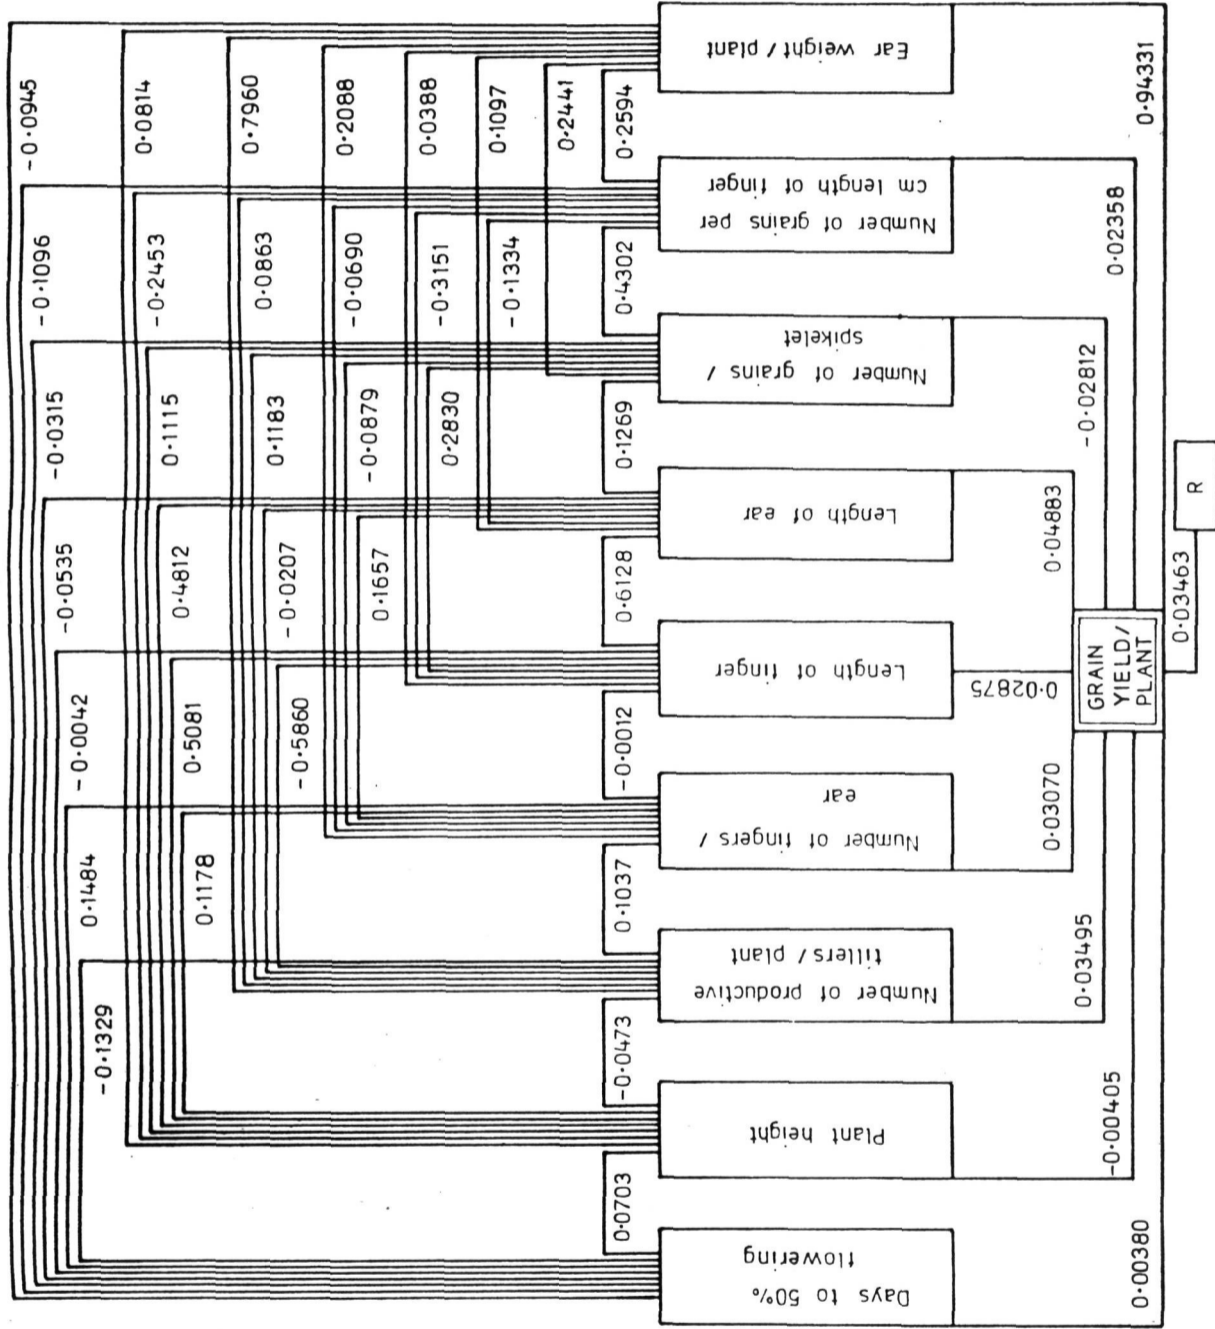 -0·0945
-0·1096
-0·0315
-0·0535
-0·0042
0·1484
-0·1329
0·0814
-0·2453
0·1115
0·4812
0·5081
0·1178
0·7960
0·0863
0·1183
-0·0207
-0·5860
0·2088
-0·0690
-0·0879
0·1657
0·0388
-0·3151
0·2830
0·1097
-0·1334
0·2441
0·2594
0·4302
0·1269
0·6128
-0·0012
0·1037
-0·0473
0·0703
Ear weight / plant
Number of grains per
cm length of finger
Number of grains /
spikelet
Length of ear
Length of finger
Number of fingers /
ear
Number of productive
tillers / plant
Plant height
Days to 50%
flowering
0·94331
0·02358
-0·02812
0·04883
0·02875
0·03070
0·03495
-0·00405
0·00380
GRAIN
YIELD/
PLANT
0·03463
R